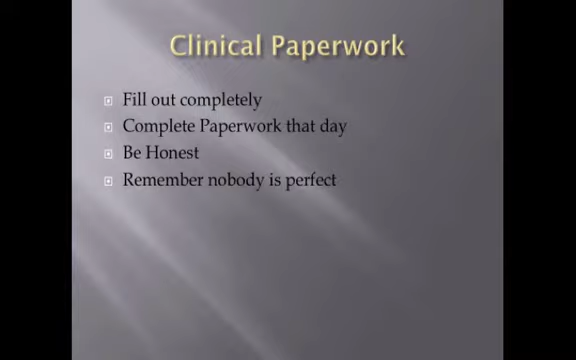 Clinical Paperwork
Fill out completely
Complete Paperwork that day
Be Honest
Remember nobody is perfect